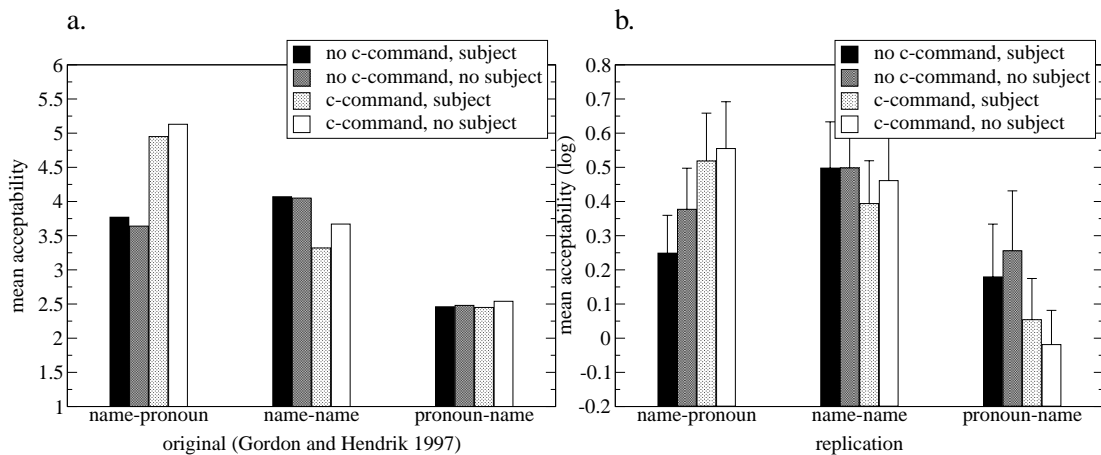 a.
no c-command, subject
no c-command, no subject
c-command, subject
c-command, no subject
6
5.5
5
4.5
4
3.5
3
2.5
2
1.5
1
mean acceptability
name-pronoun name-name pronoun-name
original (Gordon and Hendrik 1997)
b.
no c-command, subject
no c-command, no subject
c-command, subject
c-command, no subject
0.8
0.7
0.6
0.5
0.4
0.3
0.2
0.1
0
-0.1
-0.2
mean acceptability (log)
name-pronoun name-name pronoun-name
replication